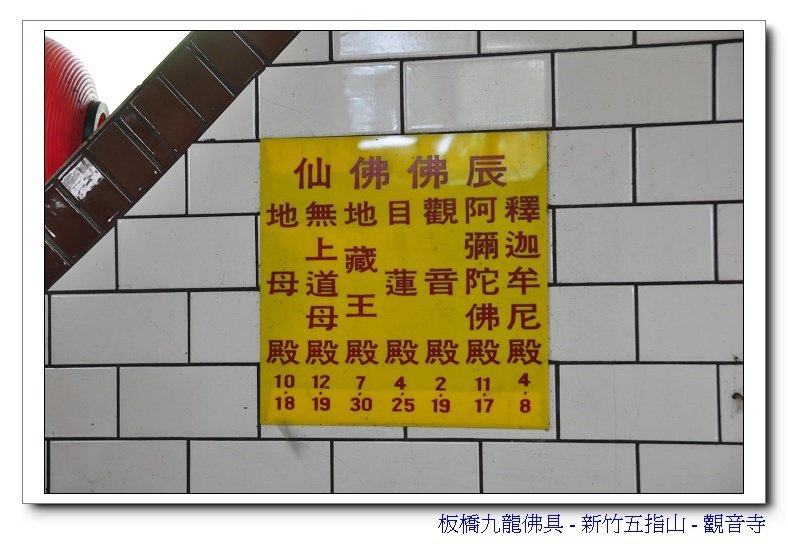 辰佛佛仙
釋迦牟尼殿 4.8
阿彌陀佛殿 11.17
觀音殿 2.19
目蓮殿 4.25
地藏王殿 7.30
無上道母殿 12.19
地母殿 10.18
板橋九龍佛具 - 新竹五指山 - 觀音寺